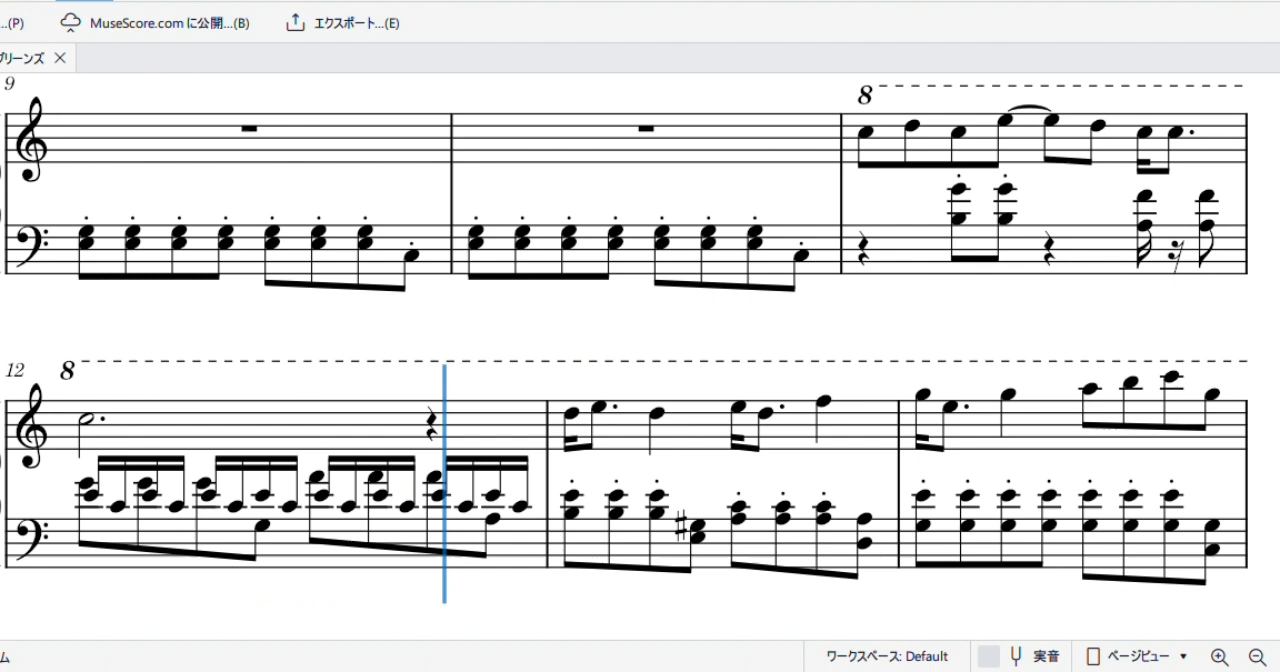 ...(P) MuseScore.com に公開...(B) エクスポート...(E)
グリーンズ
9
8
12 8
ム ワークスペース: Default 実音 ページビュー